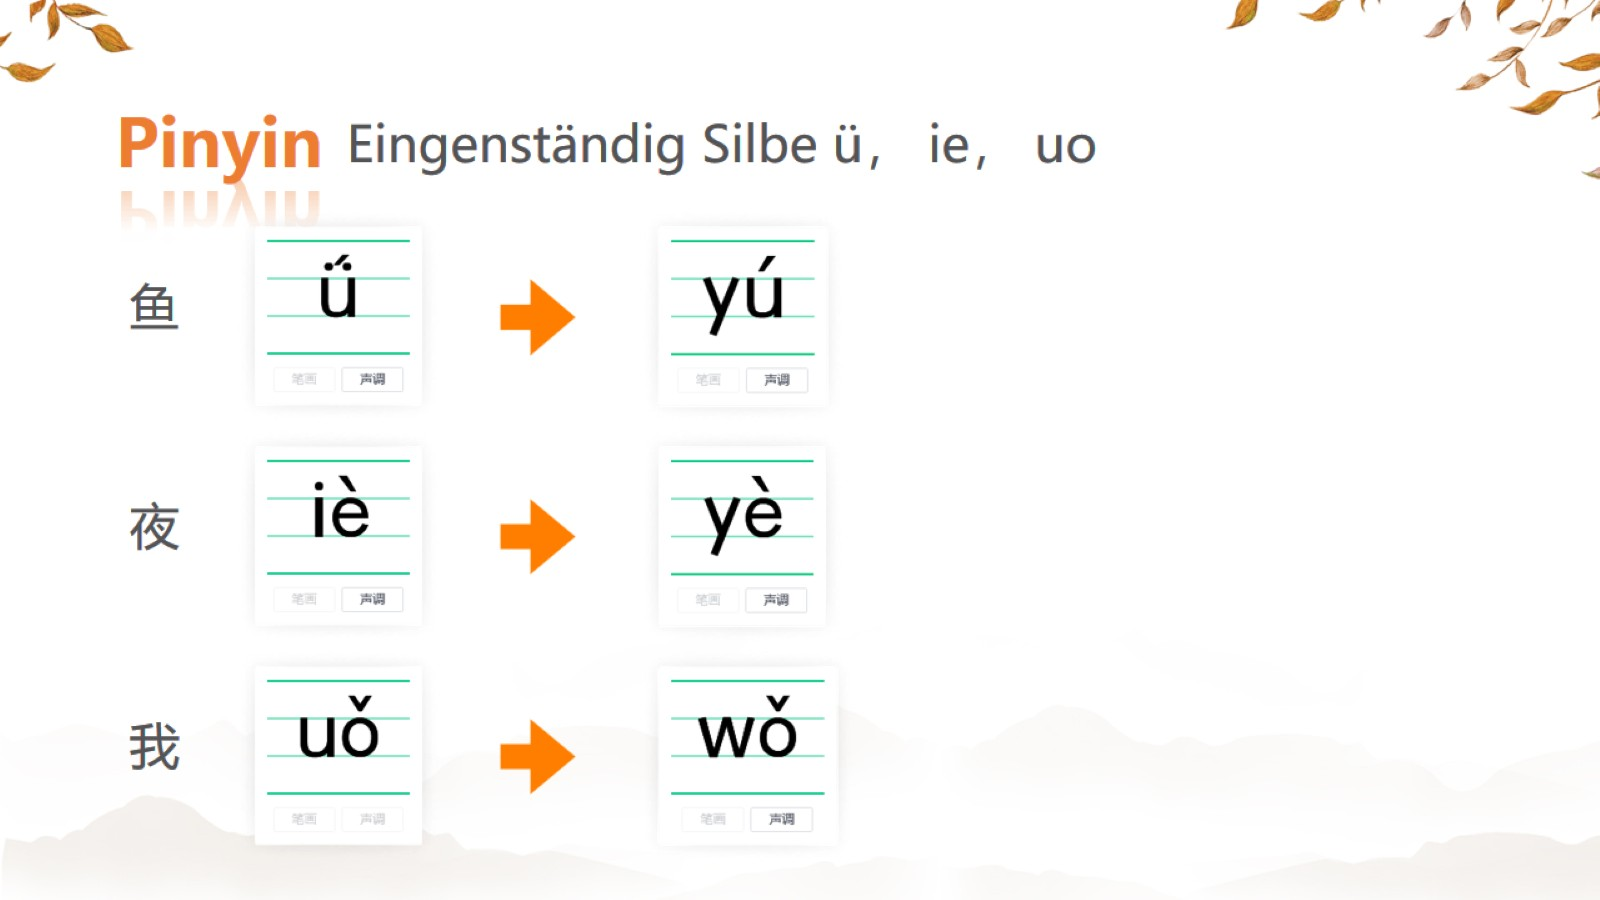 Pinyin Eingenständig Silbe ü, ie, uo
鱼 ǘ yú
笔画 声调 笔画 声调
夜 iè yè
笔画 声调 笔画 声调
我 uǒ wǒ
笔画 声调 笔画 声调